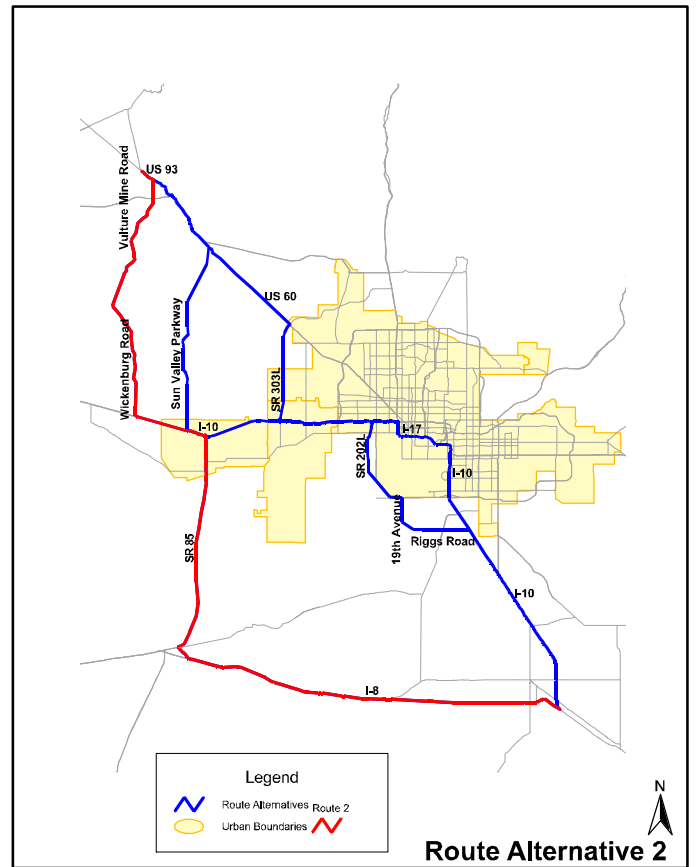 US 93
Vulture Mine Road
US 60
Sun Valley Parkway
Wickenburg Road
SR 303L
I-10
I-17
SR 202L
I-10
19th Avenue
Riggs Road
SR 85
I-10
I-8
Legend
Route Alternatives Route 2
Urban Boundaries
N
Route Alternative 2